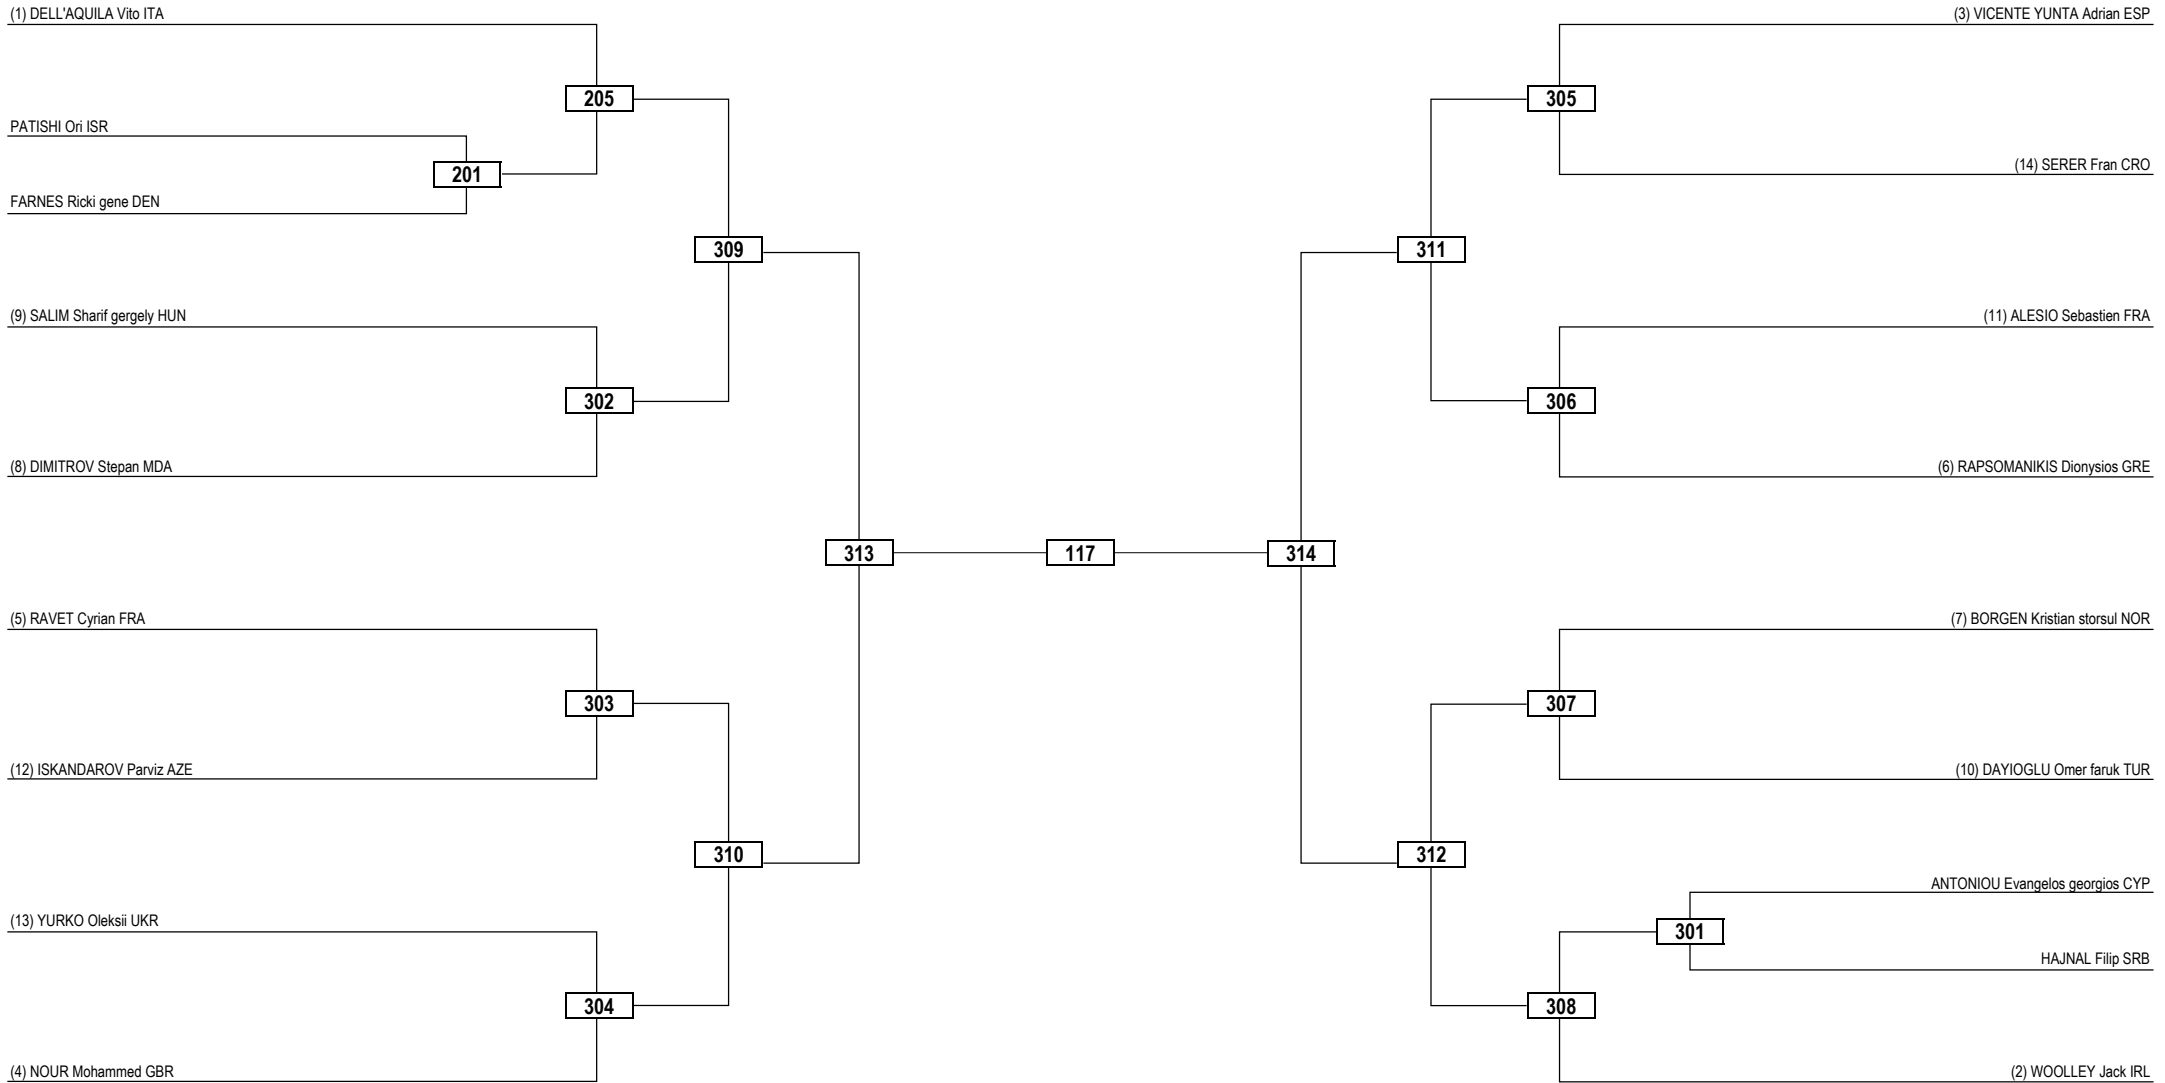 (1) DELL'AQUILA Vito ITA
(3) VICENTE YUNTA Adrian ESP
205
305
PATISHI Ori ISR
201
(14) SERER Fran CRO
FARNES Ricki gene DEN
309
311
(9) SALIM Sharif gergely HUN
(11) ALESIO Sebastien FRA
302
306
(8) DIMITROV Stepan MDA
(6) RAPSOMANIKIS Dionysios GRE
313
117
314
(5) RAVET Cyrian FRA
(7) BORGEN Kristian storsul NOR
303
307
(12) ISKANDAROV Parviz AZE
(10) DAYIOGLU Omer faruk TUR
310
312
ANTONIOU Evangelos georgios CYP
(13) YURKO Oleksii UKR
301
HAJNAL Filip SRB
304
308
(4) NOUR Mohammed GBR
(2) WOOLLEY Jack IRL